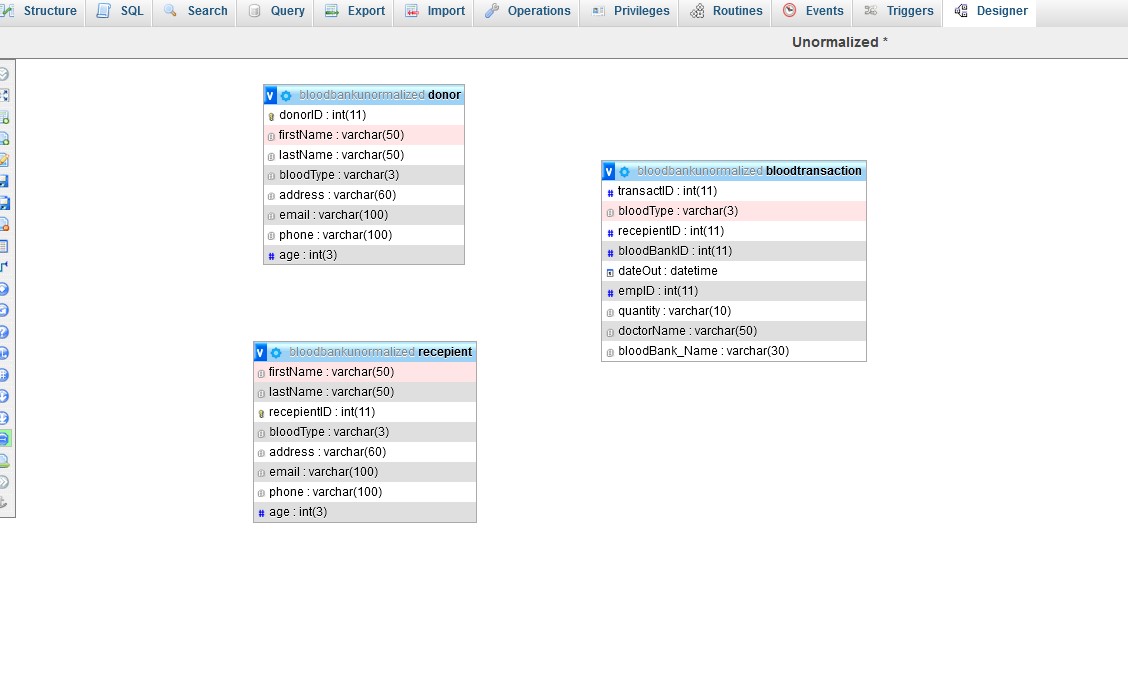 Structure SQL Search Query Export Import Operations Privileges Routines Events Triggers Designer
Unormalized *
v bloodbankunormalized donor
donorID : int(11)
firstName : varchar(50)
lastName : varchar(50)
bloodType : varchar(3)
address : varchar(60)
email : varchar(100)
phone : varchar(100)
# age : int(3)
v bloodbankunormalized bloodtransaction
# transactID : int(11)
bloodType : varchar(3)
# recepientID : int(11)
# bloodBankID : int(11)
dateOut : datetime
# empID : int(11)
quantity : varchar(10)
doctorName : varchar(50)
bloodBank_Name : varchar(30)
v bloodbankunormalized recepient
firstName : varchar(50)
lastName : varchar(50)
recepientID : int(11)
bloodType : varchar(3)
address : varchar(60)
email : varchar(100)
phone : varchar(100)
# age : int(3)